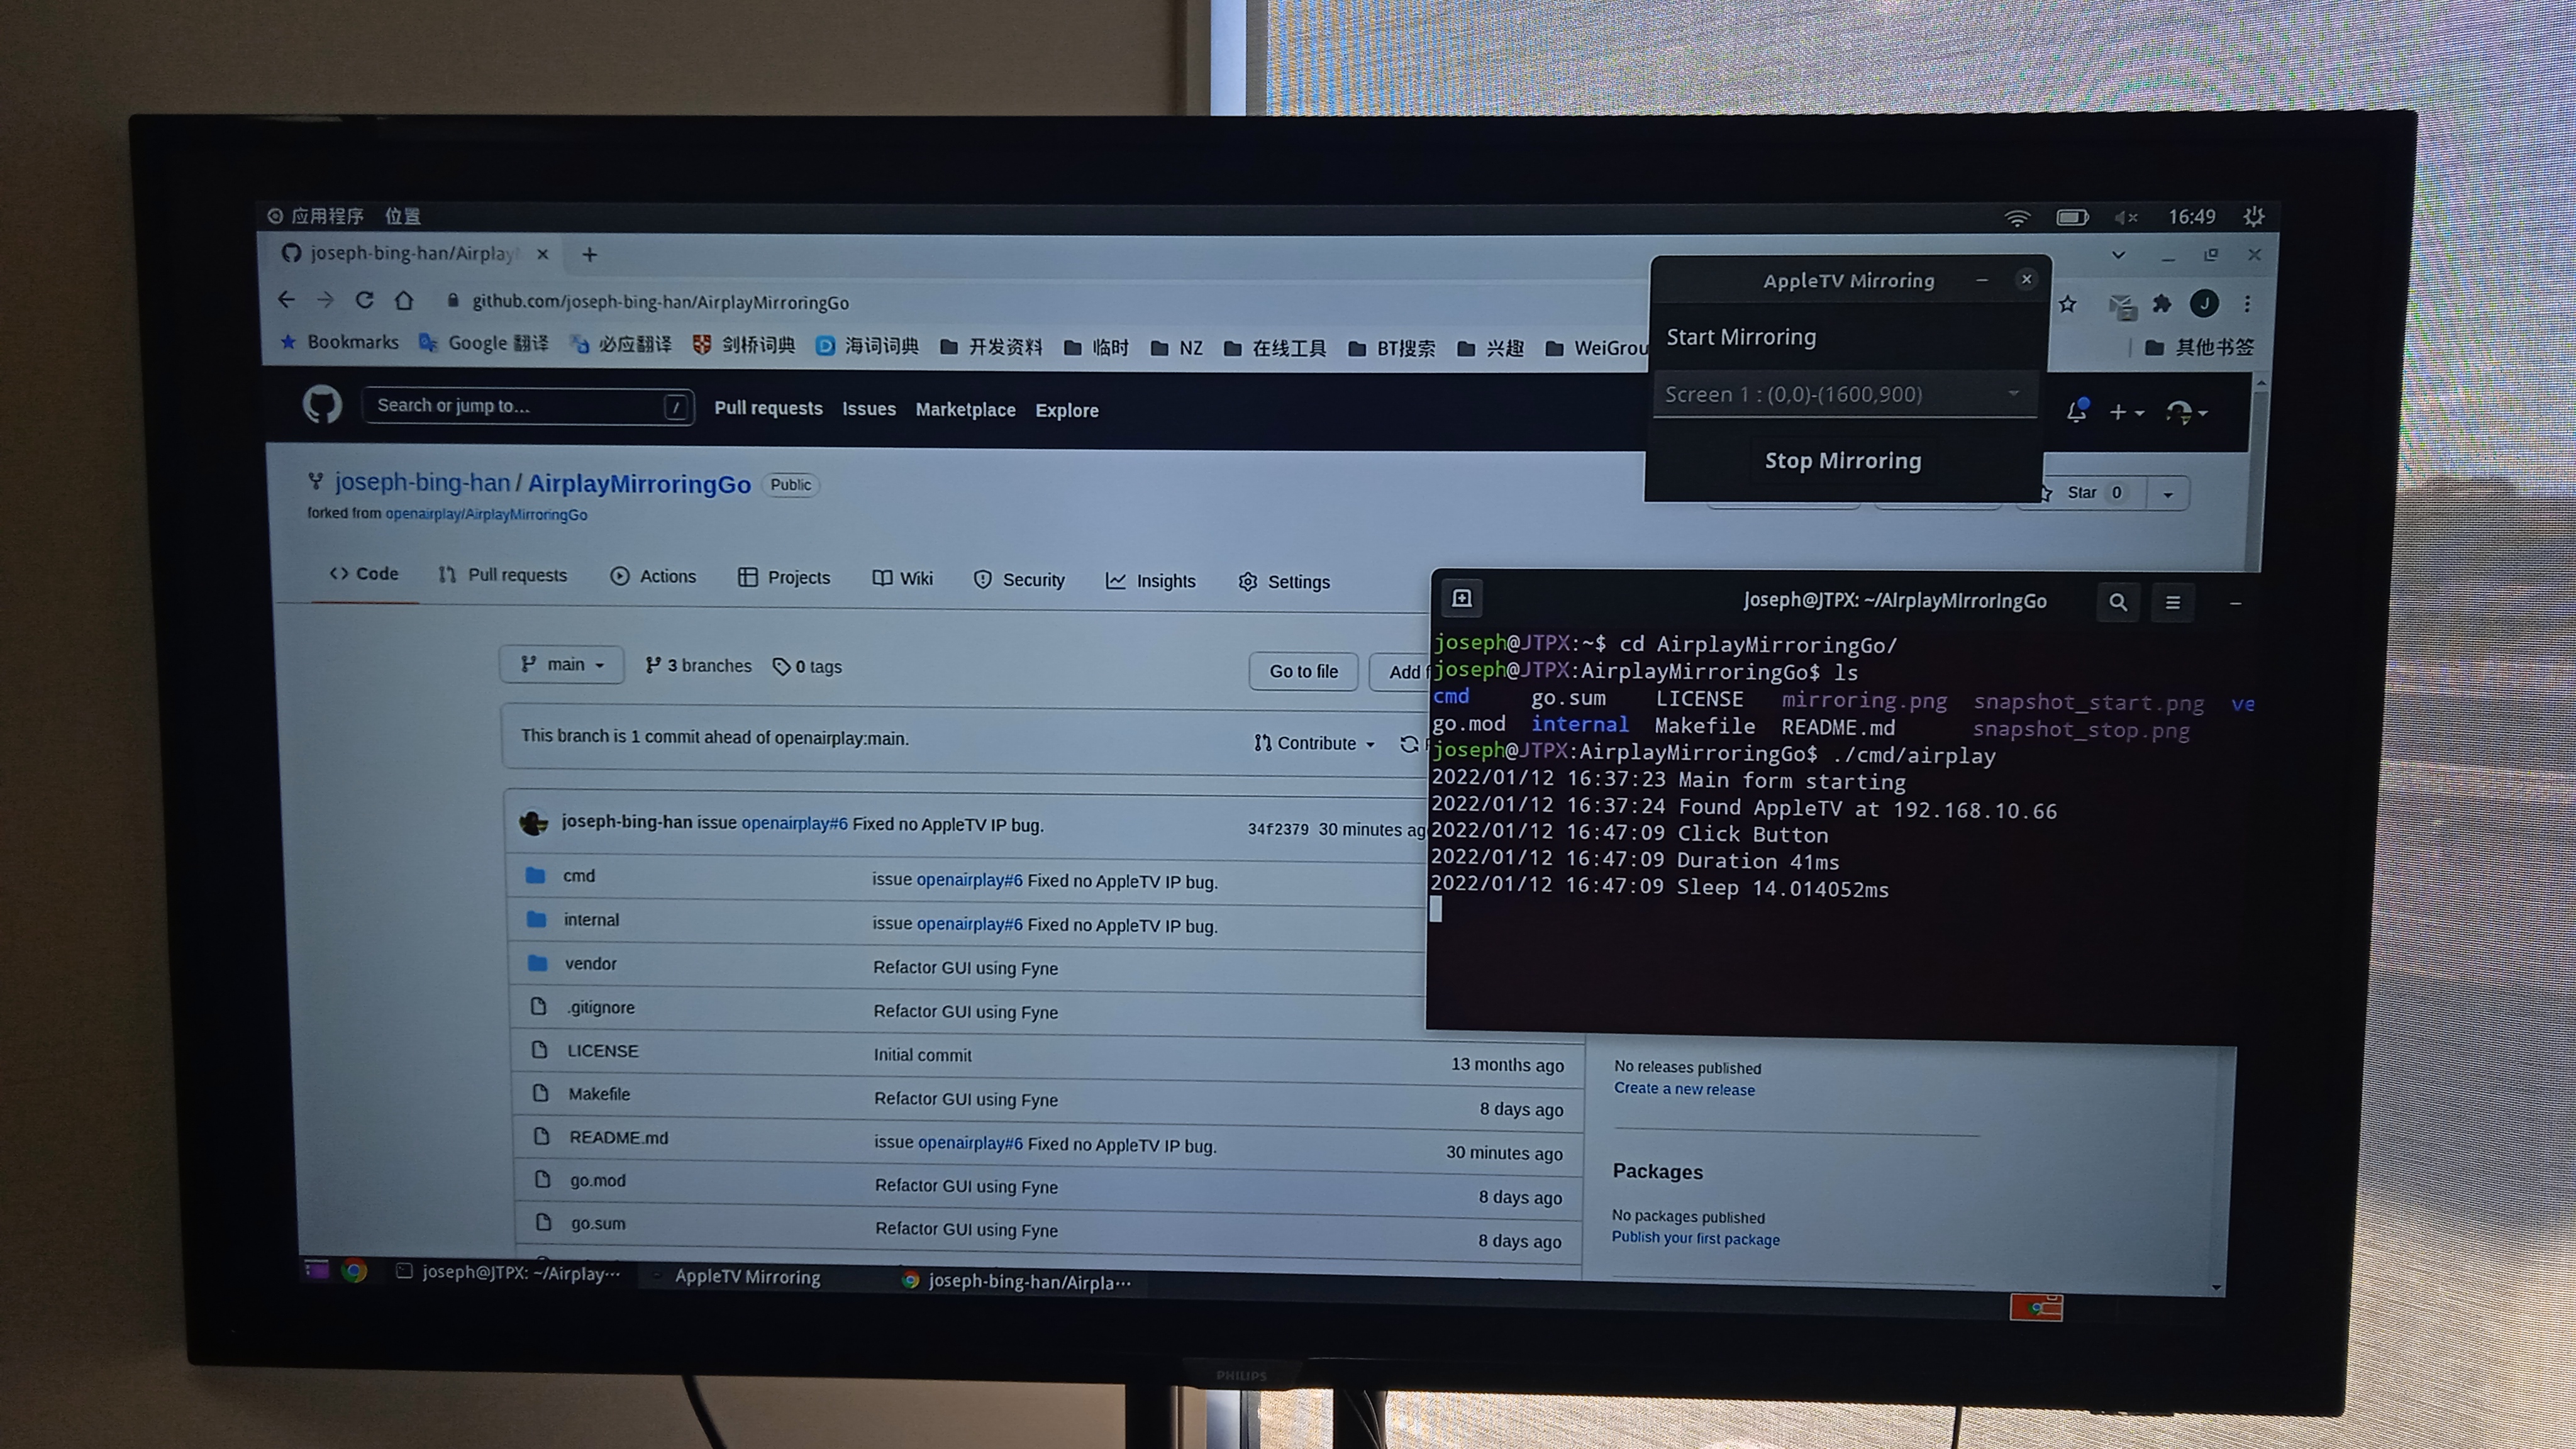 应用程序 位置 16:49
joseph-bing-han/Airplay
github.com/joseph-bing-han/AirplayMirroringGo J
Bookmarks Google 翻译 必应翻译 剑桥词典 海词词典 开发资料 临时 NZ 在线工具 BT搜索 兴趣 WeiGrou 其他书签
AppleTV Mirroring
Start Mirroring
Screen 1 : (0,0)-(1600,900)
Stop Mirroring
Search or jump to... / Pull requests Issues Marketplace Explore
joseph-bing-han / AirplayMirroringGo Public
Star 0
forked from openairplay/AirplayMirroringGo
Code Pull requests Actions Projects Wiki Security Insights Settings
main 3 branches 0 tags Go to file Add f
This branch is 1 commit ahead of openairplay:main. Contribute
joseph-bing-han issue openairplay#6 Fixed no AppleTV IP bug. 34f2379 30 minutes ag
cmd issue openairplay#6 Fixed no AppleTV IP bug.
internal issue openairplay#6 Fixed no AppleTV IP bug.
vendor Refactor GUI using Fyne
.gitignore Refactor GUI using Fyne
LICENSE Initial commit 13 months ago
Makefile Refactor GUI using Fyne 8 days ago
README.md issue openairplay#6 Fixed no AppleTV IP bug. 30 minutes ago
go.mod Refactor GUI using Fyne 8 days ago
go.sum Refactor GUI using Fyne 8 days ago
Joseph@JTPX: ~/AirplayMirroringGo
joseph@JTPX:~$ cd AirplayMirroringGo/
joseph@JTPX:AirplayMirroringGo$ ls
cmd go.sum LICENSE mirroring.png snapshot_start.png ve
go.mod internal Makefile README.md snapshot_stop.png
joseph@JTPX:AirplayMirroringGo$ ./cmd/airplay
2022/01/12 16:37:23 Main form starting
2022/01/12 16:37:24 Found AppleTV at 192.168.10.66
2022/01/12 16:47:09 Click Button
2022/01/12 16:47:09 Duration 41ms
2022/01/12 16:47:09 Sleep 14.014052ms
No releases published
Create a new release
Packages
No packages published
Publish your first package
joseph@JTPX: ~/Airplay··· AppleTV Mirroring joseph-bing-han/Airpla···
PHILIPS